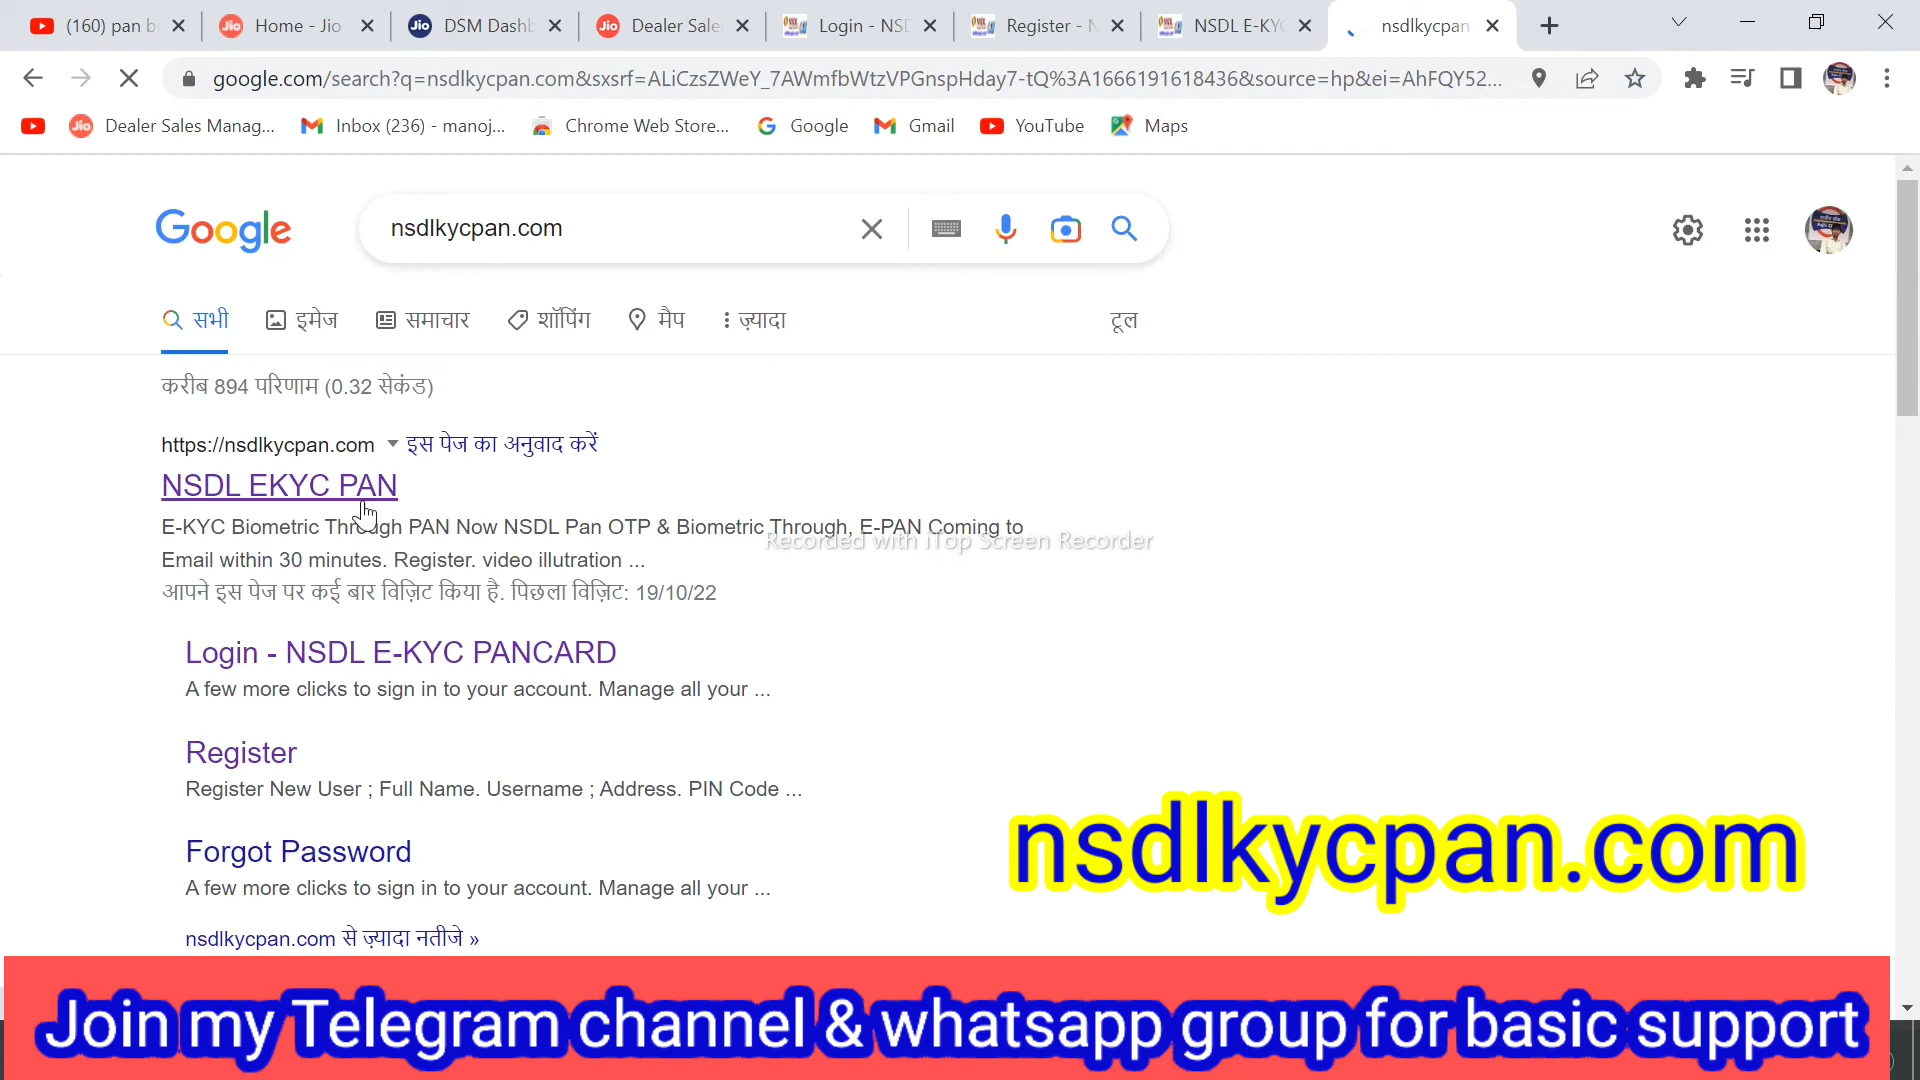 (160) pan b
Home - Jio
DSM Dashb
Dealer Sale
Login - NSD
Register - N
NSDL E-KYC
nsdlkycpan
google.com/search?q=nsdlkycpan.com&sxsrf=ALiCzsZWeY_7AWmfbWtzVPGnspHday7-tQ%3A1666191618436&source=hp&ei=AhFQY52...
Dealer Sales Manag...
Inbox (236) - manoj...
Chrome Web Store...
Google
Gmail
YouTube
Maps
Google
nsdlkycpan.com
सभी
इमेज
समाचार
शॉपिंग
मैप
ज़्यादा
टूल
करीब 894 परिणाम (0.32 सेकंड)
https://nsdlkycpan.com इस पेज का अनुवाद करें
NSDL EKYC PAN
E-KYC Biometric Through PAN Now NSDL Pan OTP & Biometric Through, E-PAN Coming to
Recorded with iTop Screen Recorder
Email within 30 minutes. Register. video illutration ...
आपने इस पेज पर कई बार विज़िट किया है. पिछला विज़िट: 19/10/22
Login - NSDL E-KYC PANCARD
A few more clicks to sign in to your account. Manage all your ...
Register
Register New User ; Full Name. Username ; Address. PIN Code ...
Forgot Password
A few more clicks to sign in to your account. Manage all your ...
nsdlkycpan.com से ज़्यादा नतीजे »
nsdlkycpan.com
Join my Telegram channel & whatsapp group for basic support